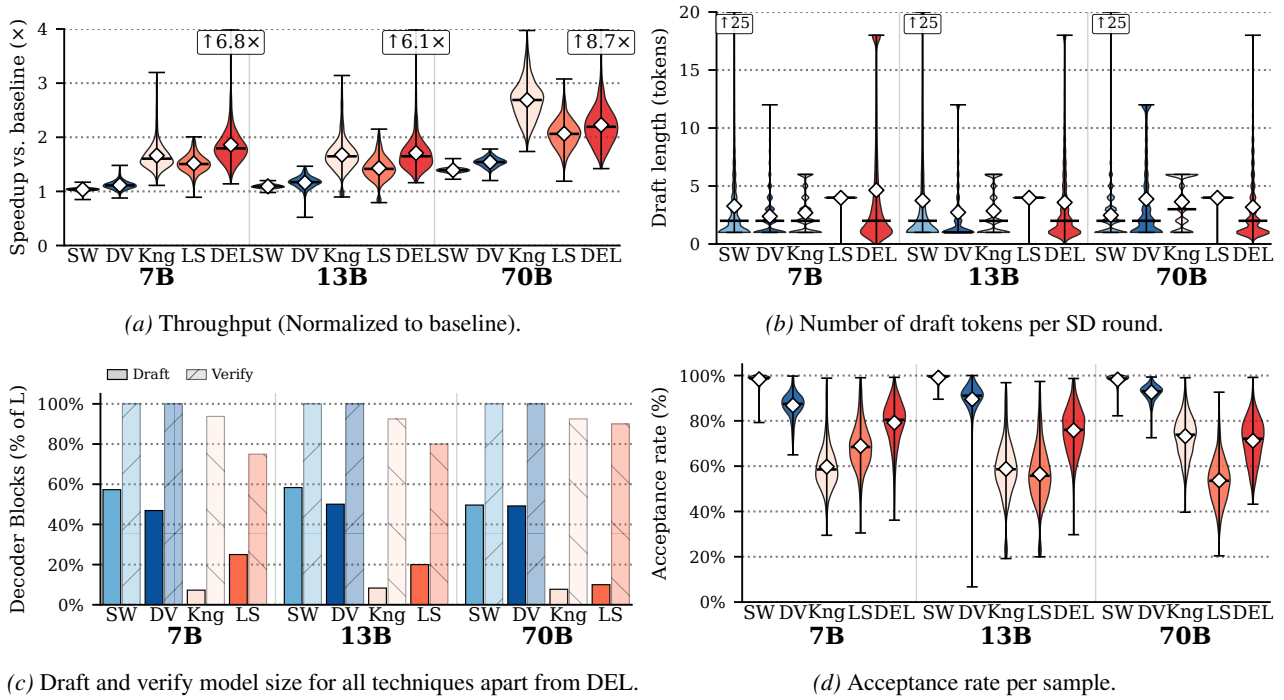 Speedup vs. baseline (×)
4
3
2
1
0
↑6.8×
↑6.1×
↑8.7×
SW DV Kng LS DEL SW DV Kng LS DEL SW DV Kng LS DEL
7B 13B 70B
(a) Throughput (Normalized to baseline).
Draft length (tokens)
20
15
10
5
0
↑25
↑25
↑25
SW DV Kng LS DEL SW DV Kng LS DEL SW DV Kng LS DEL
7B 13B 70B
(b) Number of draft tokens per SD round.
Draft Verify
Decoder Blocks (% of L)
100%
80%
60%
40%
20%
0%
SW DV Kng LS SW DV Kng LS SW DV Kng LS
7B 13B 70B
(c) Draft and verify model size for all techniques apart from DEL.
Acceptance rate (%)
100%
80%
60%
40%
20%
0%
SW DV Kng LS DEL SW DV Kng LS DEL SW DV Kng LS DEL
7B 13B 70B
(d) Acceptance rate per sample.